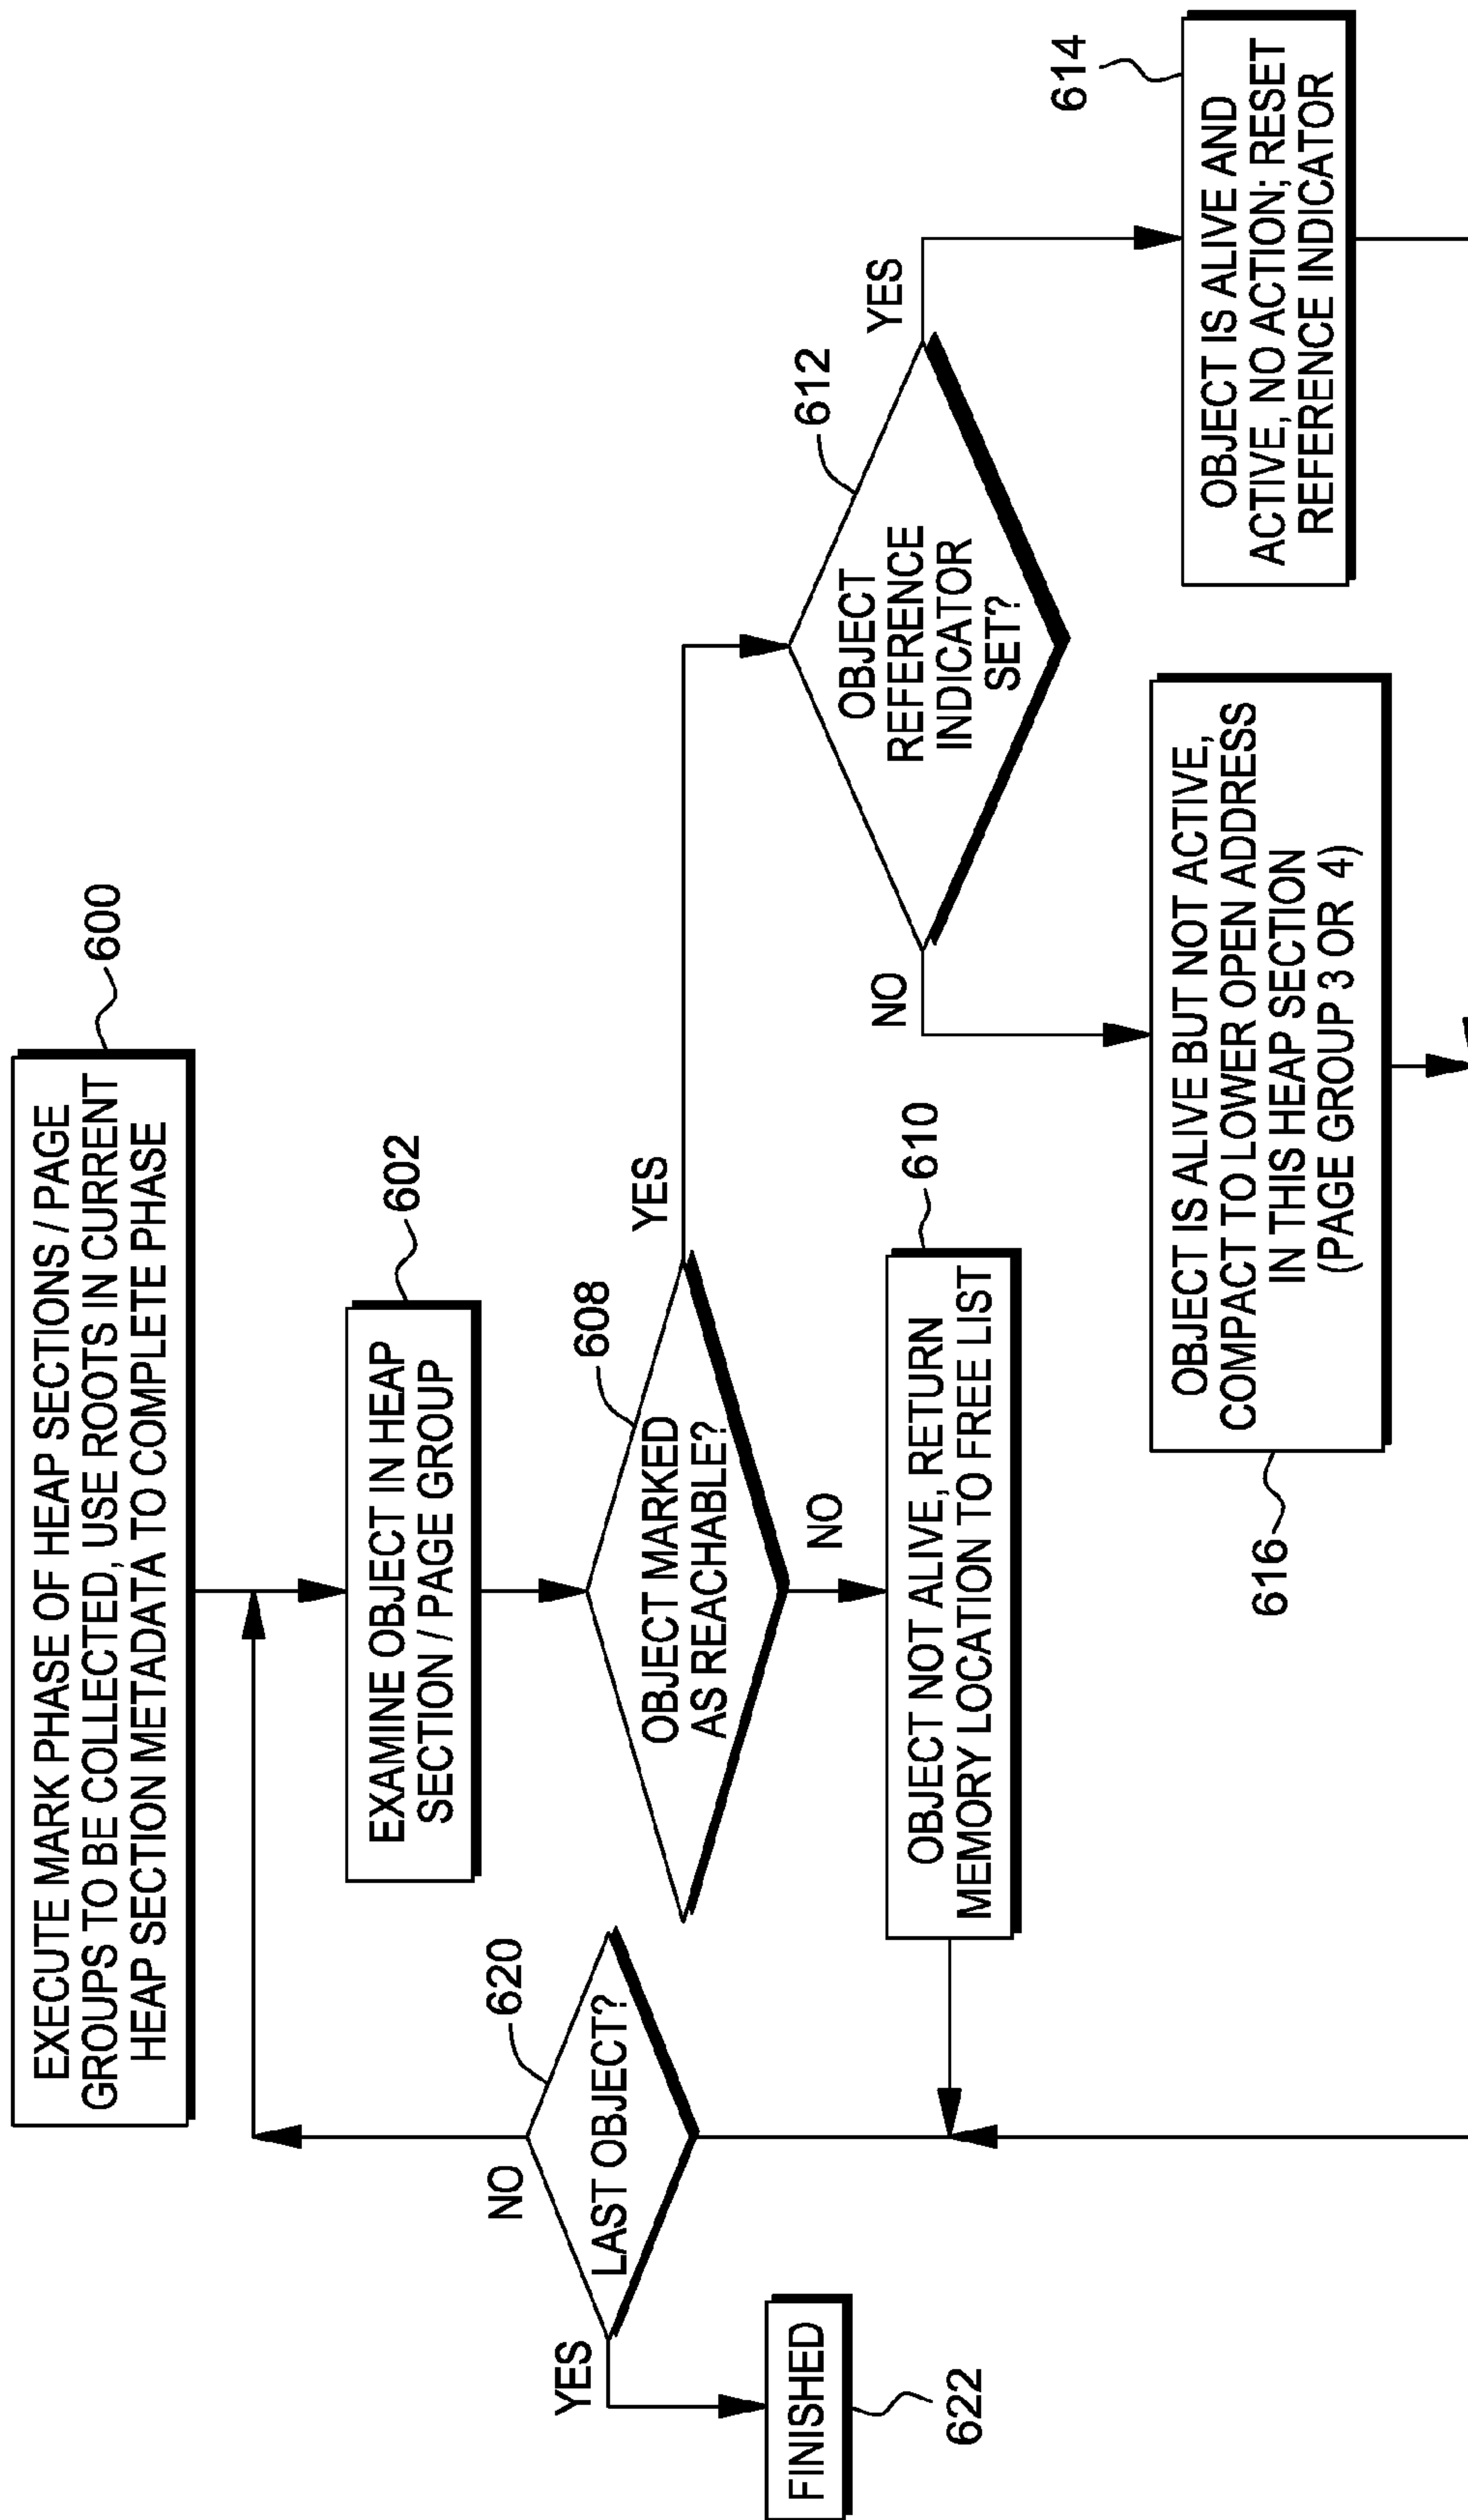 EXECUTE MARK PHASE OF HEAP SECTIONS / PAGE
GROUPS TO BE COLLECTED, USE ROOTS IN CURRENT
HEAP SECTION METADATA TO COMPLETE PHASE
600
EXAMINE OBJECT IN HEAP
SECTION / PAGE GROUP
602
OBJECT MARKED
AS REACHABLE?
608
YES
NO
OBJECT NOT ALIVE, RETURN
MEMORY LOCATION TO FREE LIST
610
LAST OBJECT?
620
NO
YES
FINISHED
622
OBJECT
REFERENCE
INDICATOR
SET?
612
YES
NO
OBJECT IS ALIVE AND
ACTIVE, NO ACTION; RESET
REFERENCE INDICATOR
614
OBJECT IS ALIVE BUT NOT ACTIVE,
COMPACT TO LOWER OPEN ADDRESS
IN THIS HEAP SECTION
(PAGE GROUP 3 OR 4)
616